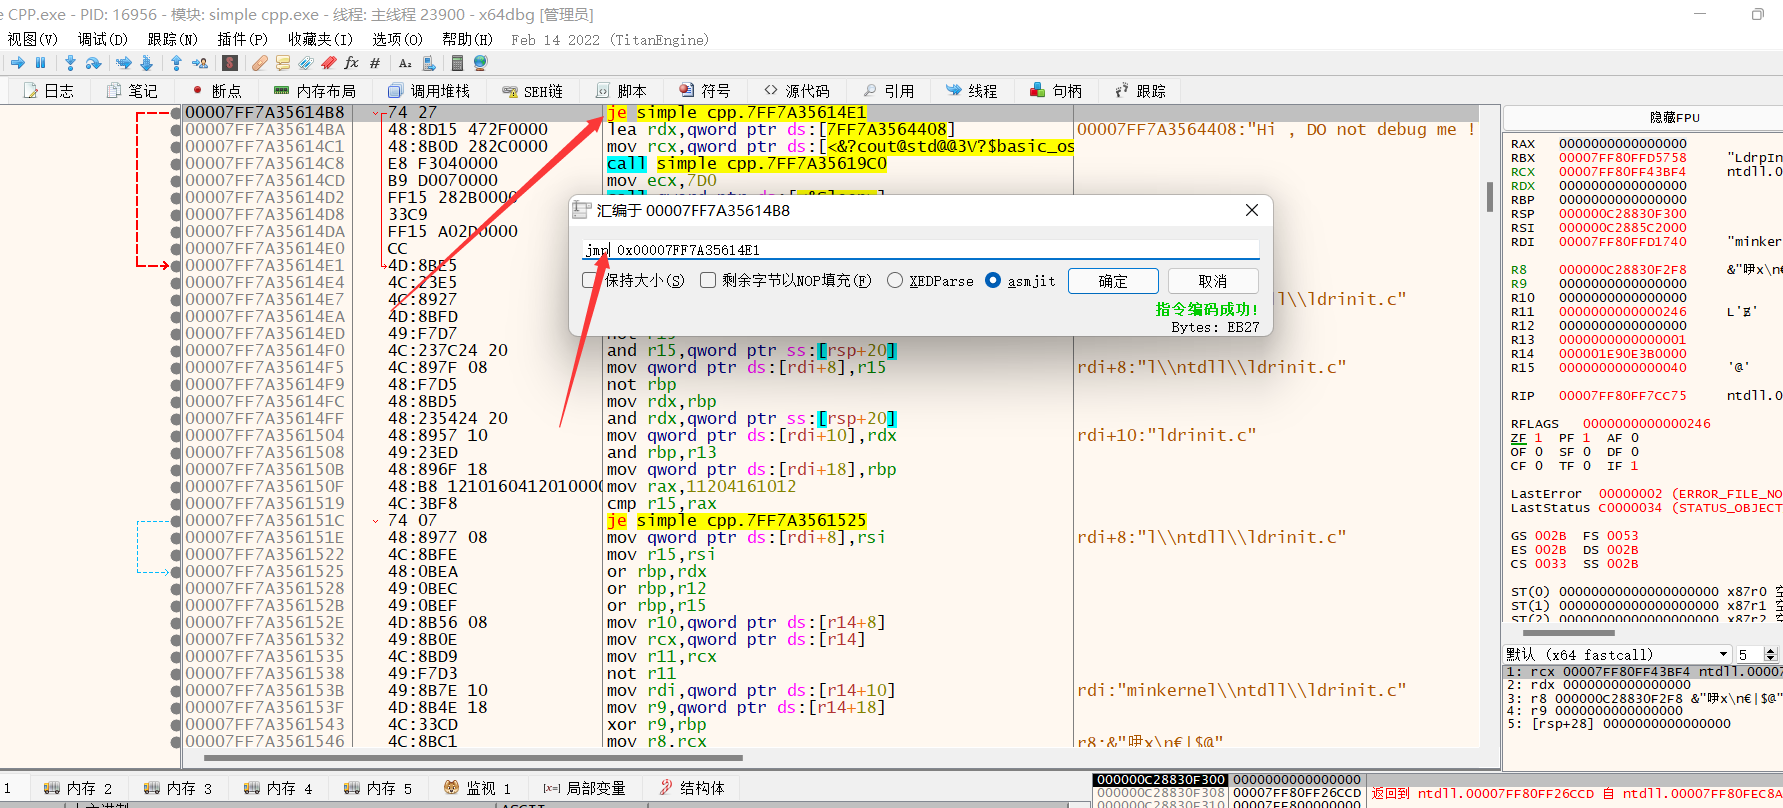 e CPP.exe - PID: 16956 - 模块: simple cpp.exe - 线程: 主线程 23900 - x64dbg [管理员]
视图(V) 调试(D) 跟踪(N) 插件(P) 收藏夹(I) 选项(O) 帮助(H) Feb 14 2022 (TitanEngine)
日志 笔记 断点 内存布局 调用堆栈 SEH链 脚本 符号 源代码 引用 线程 句柄 跟踪
00007FF7A35614B8 74 27 je simple cpp.7FF7A35614E1
00007FF7A35614BA 48:8D15 472F0000 lea rdx,qword ptr ds:[7FF7A3564408] 00007FF7A3564408:"Hi , DO not debug me !
00007FF7A35614C1 48:8B0D 282C0000 mov rcx,qword ptr ds:[<&?cout@std@@3V?$basic_os
00007FF7A35614C8 E8 F3040000 call simple cpp.7FF7A35619C0
00007FF7A35614CD B9 D0070000 mov ecx,7D0
00007FF7A35614D2 FF15 282B0000
00007FF7A35614D8 33C9
00007FF7A35614DA FF15 A02D0000
00007FF7A35614E0 CC
00007FF7A35614E1 4D:8BE5
00007FF7A35614E4 4C:23E5
00007FF7A35614E7 4C:8927 l\\ldrinit.c"
00007FF7A35614EA 4D:8BFD
00007FF7A35614ED 49:F7D7 not r15
00007FF7A35614F0 4C:237C24 20 and r15,qword ptr ss:[rsp+20]
00007FF7A35614F5 4C:897F 08 mov qword ptr ds:[rdi+8],r15 rdi+8:"l\\ntdll\\ldrinit.c"
00007FF7A35614F9 48:F7D5 not rbp
00007FF7A35614FC 48:8BD5 mov rdx,rbp
00007FF7A35614FF 48:235424 20 and rdx,qword ptr ss:[rsp+20]
00007FF7A3561504 48:8957 10 mov qword ptr ds:[rdi+10],rdx rdi+10:"ldrinit.c"
00007FF7A3561508 49:23ED and rbp,r13
00007FF7A356150B 48:896F 18 mov qword ptr ds:[rdi+18],rbp
00007FF7A356150F 48:B8 1210160412010000 mov rax,11204161012
00007FF7A3561519 4C:3BF8 cmp r15,rax
00007FF7A356151C 74 07 je simple cpp.7FF7A3561525
00007FF7A356151E 48:8977 08 mov qword ptr ds:[rdi+8],rsi rdi+8:"l\\ntdll\\ldrinit.c"
00007FF7A3561522 4C:8BFE mov r15,rsi
00007FF7A3561525 48:0BEA or rbp,rdx
00007FF7A3561528 49:0BEC or rbp,r12
00007FF7A356152B 49:0BEF or rbp,r15
00007FF7A356152E 4D:8B56 08 mov r10,qword ptr ds:[r14+8]
00007FF7A3561532 49:8B0E mov rcx,qword ptr ds:[r14]
00007FF7A3561535 4C:8BD9 mov r11,rcx
00007FF7A3561538 49:F7D3 not r11
00007FF7A356153B 49:8B7E 10 mov rdi,qword ptr ds:[r14+10] rdi:"minkernel\\ntdll\\ldrinit.c"
00007FF7A356153F 4D:8B4E 18 mov r9,qword ptr ds:[r14+18]
00007FF7A3561543 4C:33CD xor r9,rbp
00007FF7A3561546 4C:8BC1 mov r8,rcx r8:&"吚x\n€|$@"
汇编于 00007FF7A35614B8
jmp 0x00007FF7A35614E1
保持大小(S) 剩余字节以NOP填充(F) XEDParse asmjit 确定 取消
指令编码成功!
Bytes: EB27
隐藏FPU
RAX 0000000000000000
RBX 00007FF80FFD5758 "LdrpIn
RCX 00007FF80FF43BF4 ntdll.0
RDX 0000000000000000
RBP 0000000000000000
RSP 000000C28830F300
RSI 000000C2885C2000
RDI 00007FF80FFD1740 "minker
R8 000000C28830F2F8 &"吚x\n€
R9 0000000000000000
R10 0000000000000000
R11 0000000000000246 L'Ɇ'
R12 0000000000000000
R13 0000000000000001
R14 000001E90E3B0000
R15 0000000000000040 '@'
RIP 00007FF80FF7CC75 ntdll.0
RFLAGS 0000000000000246
ZF 1 PF 1 AF 0
OF 0 SF 0 DF 0
CF 0 TF 0 IF 1
LastError 00000002 (ERROR_FILE_NO
LastStatus C0000034 (STATUS_OBJECT
GS 002B FS 0053
ES 002B DS 002B
CS 0033 SS 002B
ST(0) 00000000000000000000 x87r0 空
ST(1) 00000000000000000000 x87r1 空
ST(2) 00000000000000000000 x87r2 空
默认 (x64 fastcall) 5
1: rcx 00007FF80FF43BF4 ntdll.00007
2: rdx 0000000000000000
3: r8 000000C28830F2F8 &"吚x\n€|$@"
4: r9 0000000000000000
5: [rsp+28] 0000000000000000
1 内存 2 内存 3 内存 4 内存 5 监视 1 局部变量 结构体
000000C28830F300 0000000000000000
000000C28830F308 00007FF80FF26CCD 返回到 ntdll.00007FF80FF26CCD 自 ntdll.00007FF80FEC8A